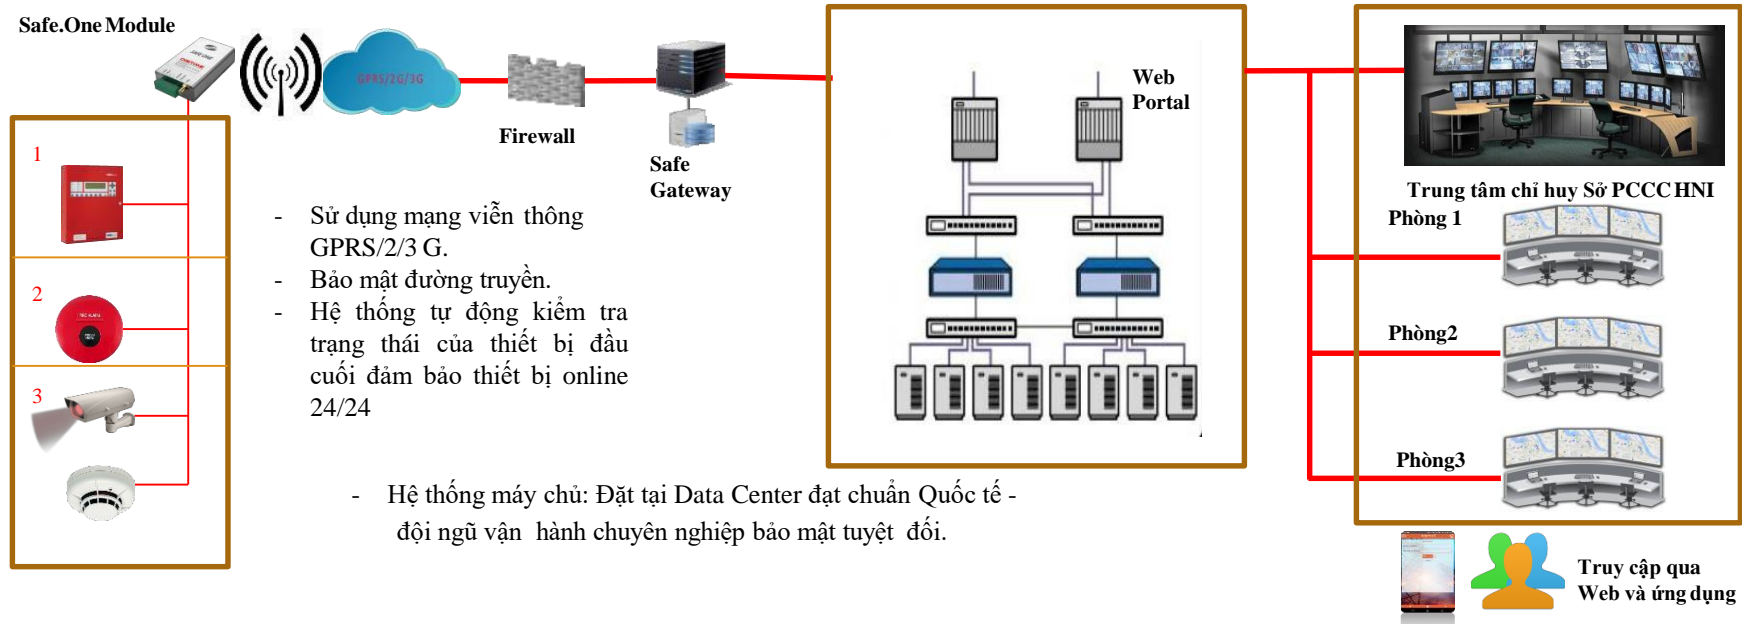 Safe.One Module
GPRS/2G/3G
Firewall
Safe
Gateway
Web
Portal
1
2
3
- Sử dụng mạng viễn thông
GPRS/2/3 G.
- Bảo mật đường truyền.
- Hệ thống tự động kiểm tra
trạng thái của thiết bị đầu
cuối đảm bảo thiết bị online
24/24
- Hệ thống máy chủ: Đặt tại Data Center đạt chuẩn Quốc tế -
đội ngũ vận hành chuyên nghiệp bảo mật tuyệt đối.
Trung tâm chỉ huy Sở PCCC HNI
Phòng 1
Phòng2
Phòng3
Truy cập qua
Web và ứng dụng